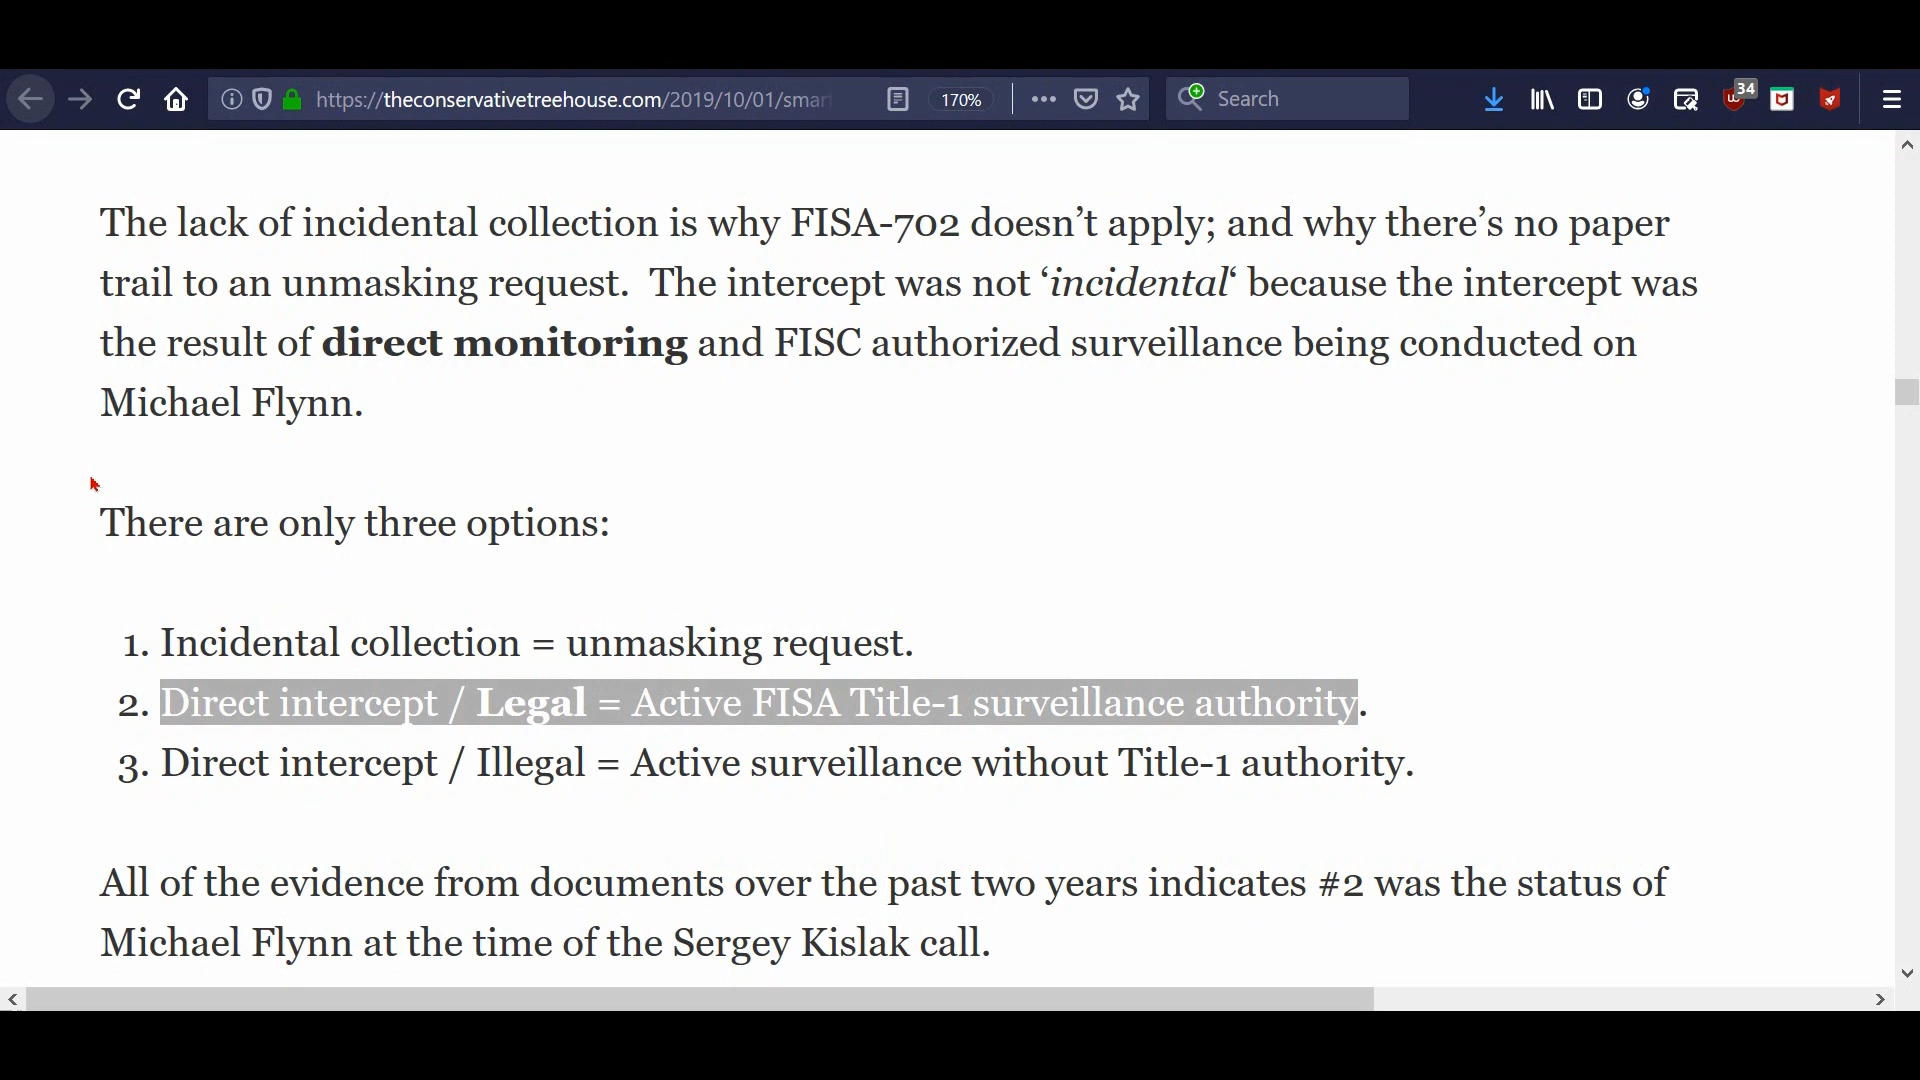 https://theconservativetreehouse.com/2019/10/01/smar
170%
Search
34
The lack of incidental collection is why FISA-702 doesn’t apply; and why there’s no paper
trail to an unmasking request.  The intercept was not ‘incidental‘ because the intercept was
the result of direct monitoring and FISC authorized surveillance being conducted on
Michael Flynn.
There are only three options:
1. Incidental collection = unmasking request.
2. Direct intercept / Legal = Active FISA Title-1 surveillance authority.
3. Direct intercept / Illegal = Active surveillance without Title-1 authority.
All of the evidence from documents over the past two years indicates #2 was the status of
Michael Flynn at the time of the Sergey Kislak call.